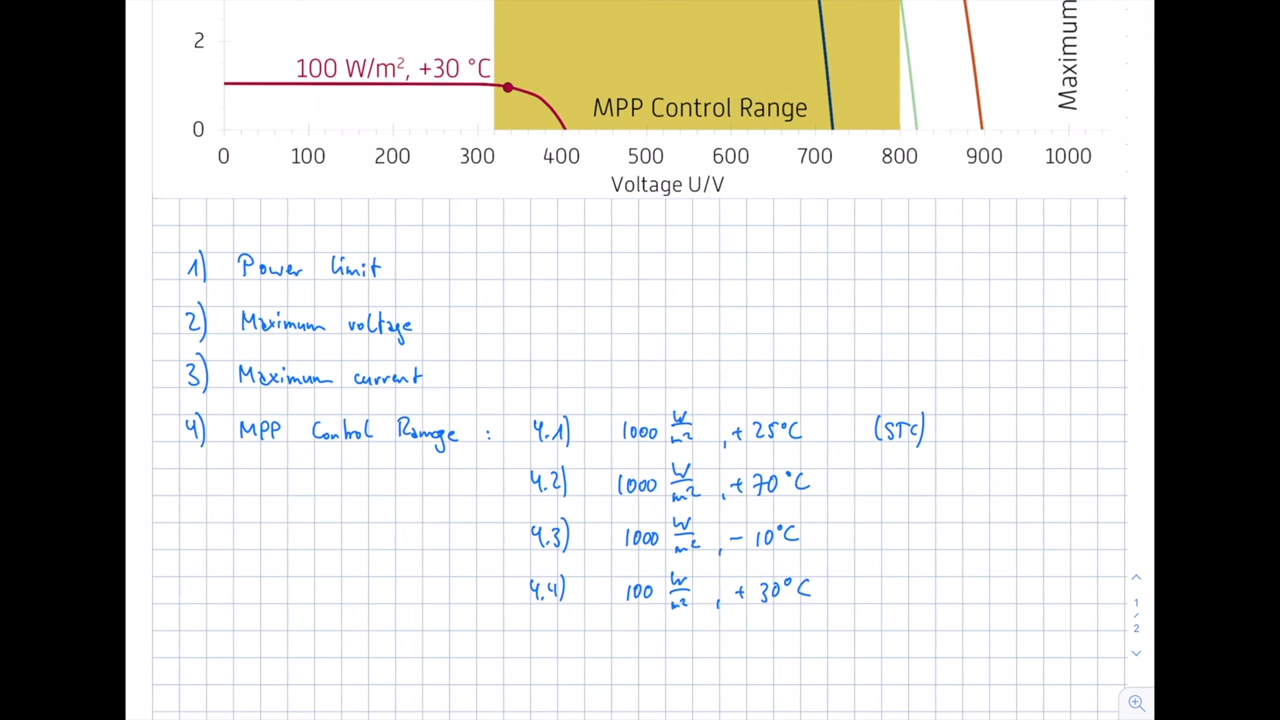 Maximum
2
100 W/m², +30 °C
MPP Control Range
0
0 100 200 300 400 500 600 700 800 900 1000
Voltage U/V
1) Power limit
2) Maximum voltage
3) Maximum current
4) MPP Control Range : 4.1) 1000 W/m², +25°C (STC)
4.2) 1000 W/m², +70°C
4.3) 1000 W/m², -10°C
4.4) 100 W/m², +30°C
1
/
2